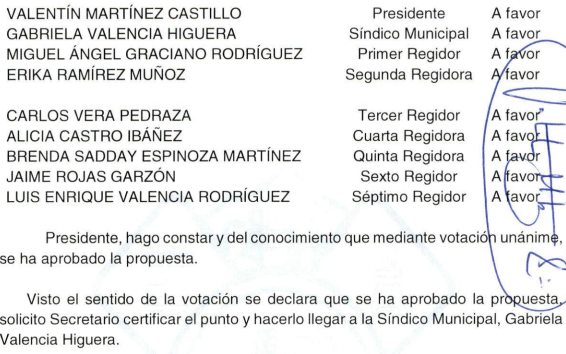 VALENTÍN MARTÍNEZ CASTILLO Presidente A favor
GABRIELA VALENCIA HIGUERA Síndico Municipal A favor
MIGUEL ÁNGEL GRACIANO RODRÍGUEZ Primer Regidor A favor
ERIKA RAMÍREZ MUÑOZ Segunda Regidora A favor
CARLOS VERA PEDRAZA Tercer Regidor A favor
ALICIA CASTRO IBÁÑEZ Cuarta Regidora A favor
BRENDA SADDAY ESPINOZA MARTÍNEZ Quinta Regidora A favor
JAIME ROJAS GARZÓN Sexto Regidor A favor
LUIS ENRIQUE VALENCIA RODRÍGUEZ Séptimo Regidor A favor
Presidente, hago constar y del conocimiento que mediante votación unánime,
se ha aprobado la propuesta.
Visto el sentido de la votación se declara que se ha aprobado la propuesta,
solicito Secretario certificar el punto y hacerlo llegar a la Síndico Municipal, Gabriela
Valencia Higuera.